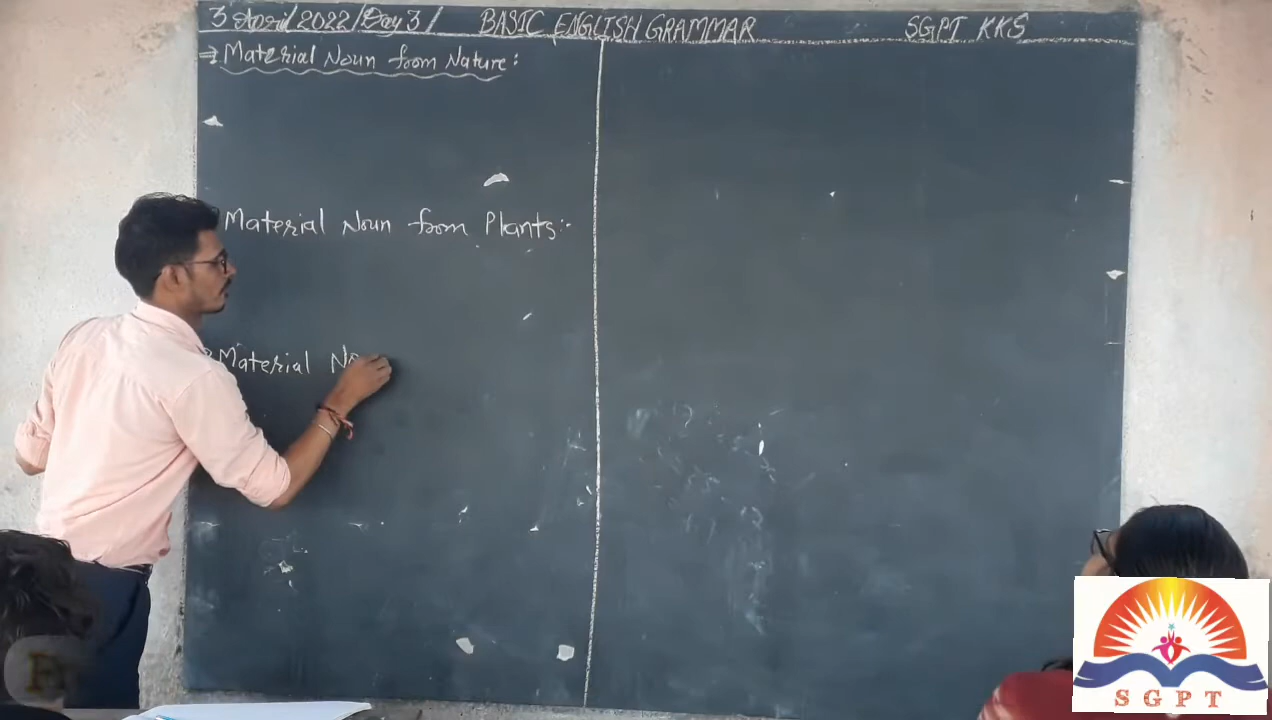 3 April 2022/Day 3/ BASIC ENGLISH GRAMMAR SGPT KKS
→ Material Noun from Nature:
Material Noun from Plants:-
Material No
SGPT